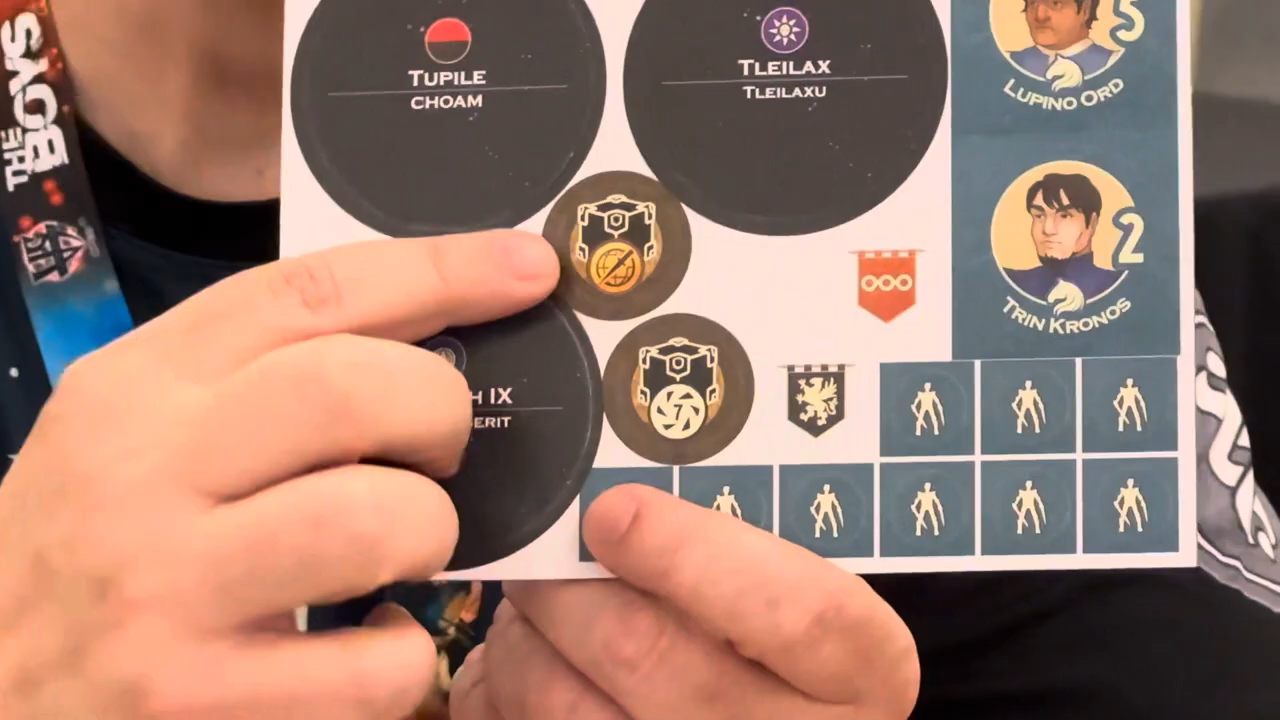 THE BOYS
TUPILE
CHOAM
TLEILAX
TLEILAXU
5
LUPINO ORD
2
TRIN KRONOS
H IX
ERIT